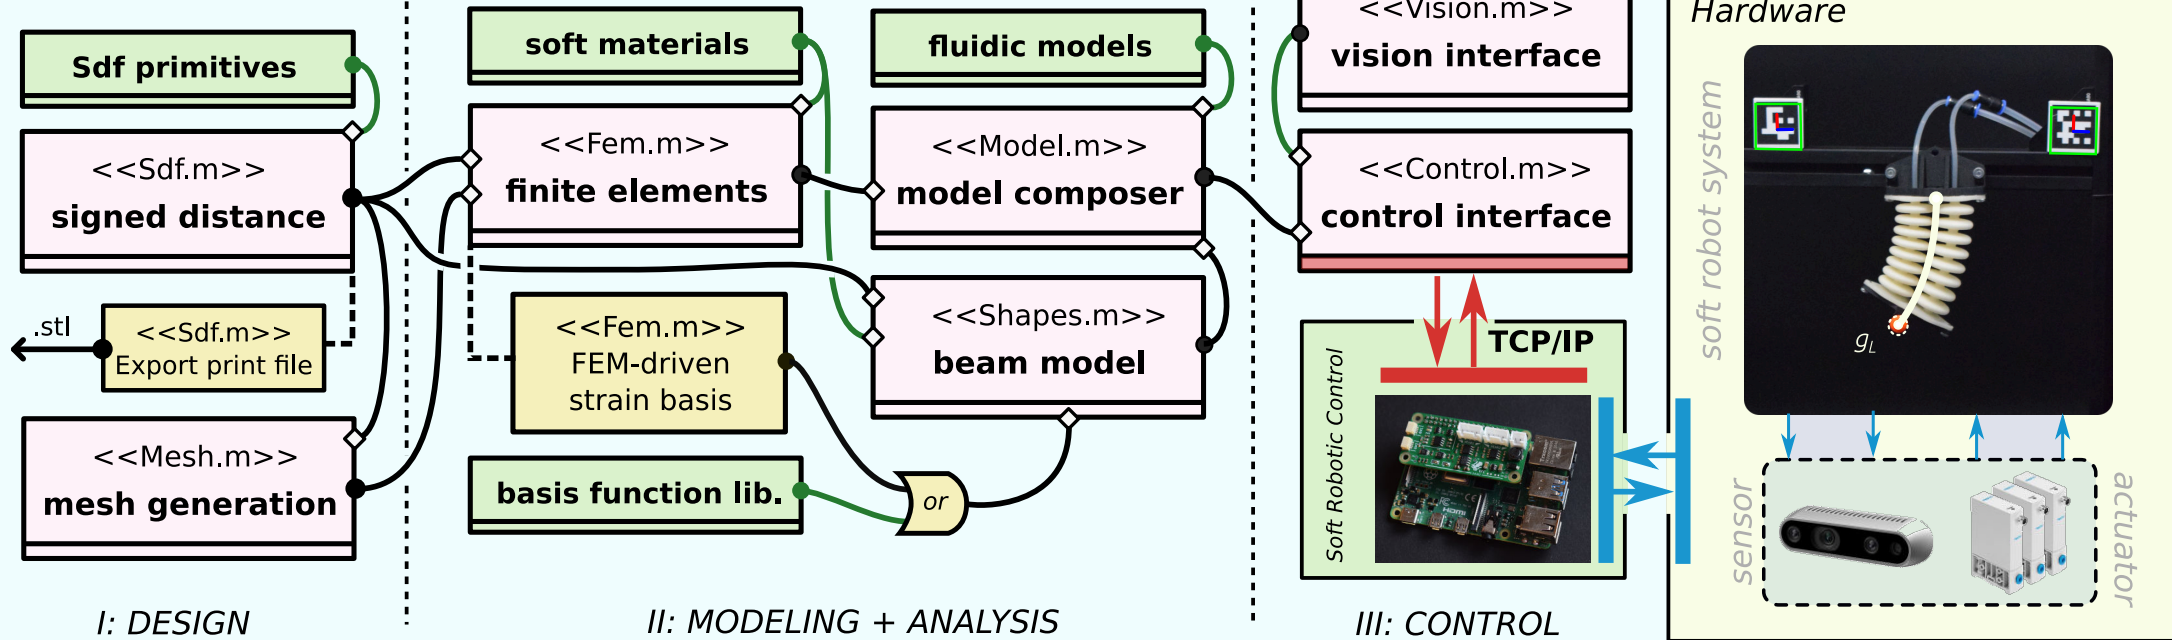 Sdf primitives
<<Sdf.m>>
signed distance
.stl
<<Sdf.m>>
Export print file
<<Mesh.m>>
mesh generation
I: DESIGN
soft materials
<<Fem.m>>
finite elements
<<Fem.m>>
FEM-driven
strain basis
basis function lib.
or
fluidic models
<<Model.m>>
model composer
<<Shapes.m>>
beam model
II: MODELING + ANALYSIS
<<Vision.m>>
vision interface
<<Control.m>>
control interface
TCP/IP
Soft Robotic Control
HDMI
III: CONTROL
Hardware
soft robot system
gL
sensor
actuator